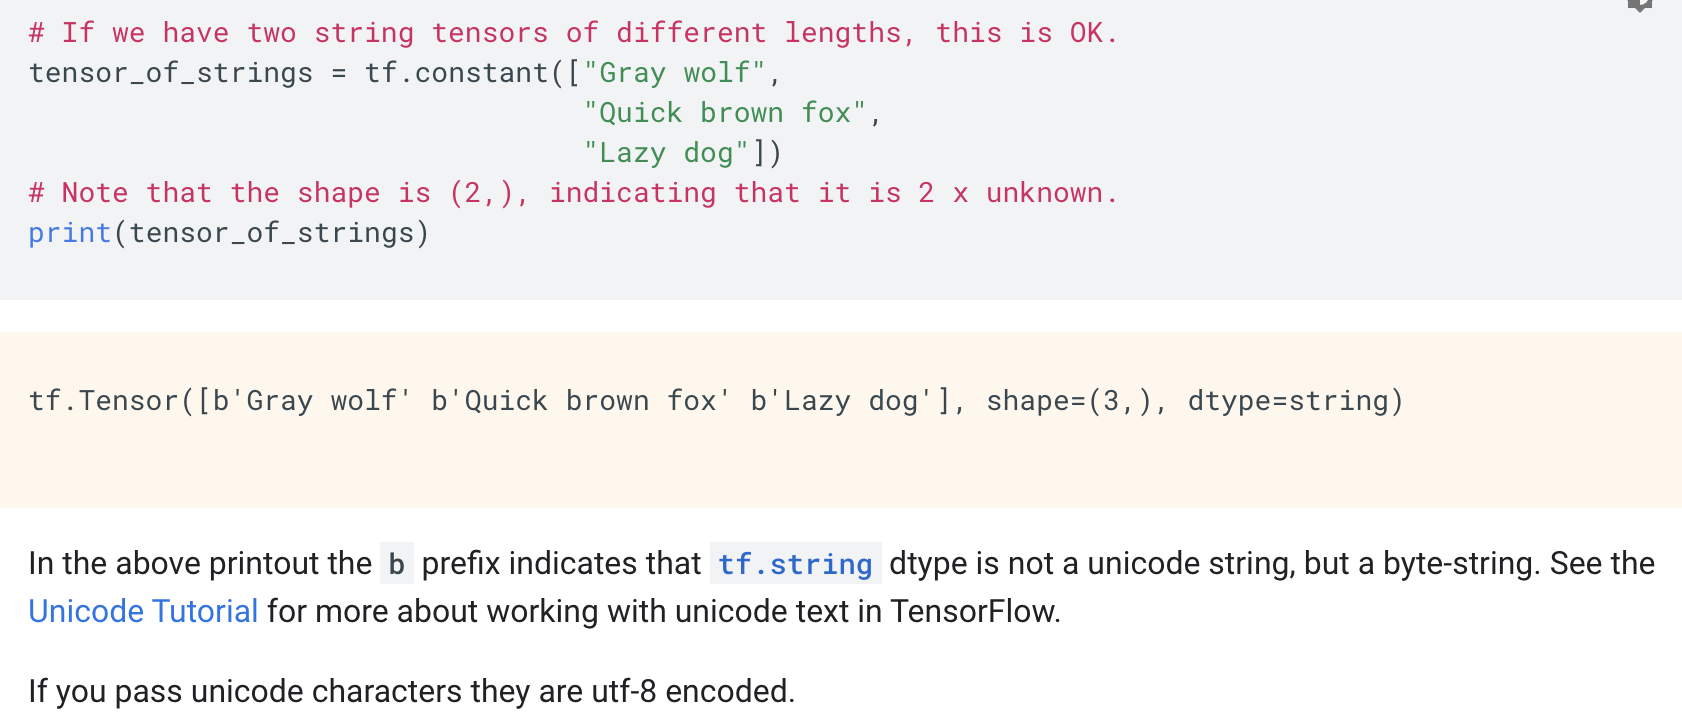 # If we have two string tensors of different lengths, this is OK.
tensor_of_strings = tf.constant(["Gray wolf",
                                 "Quick brown fox",
                                 "Lazy dog"])
# Note that the shape is (2,), indicating that it is 2 x unknown.
print(tensor_of_strings)
tf.Tensor([b'Gray wolf' b'Quick brown fox' b'Lazy dog'], shape=(3,), dtype=string)
In the above printout the b prefix indicates that tf.string dtype is not a unicode string, but a byte-string. See the
Unicode Tutorial for more about working with unicode text in TensorFlow.
If you pass unicode characters they are utf-8 encoded.